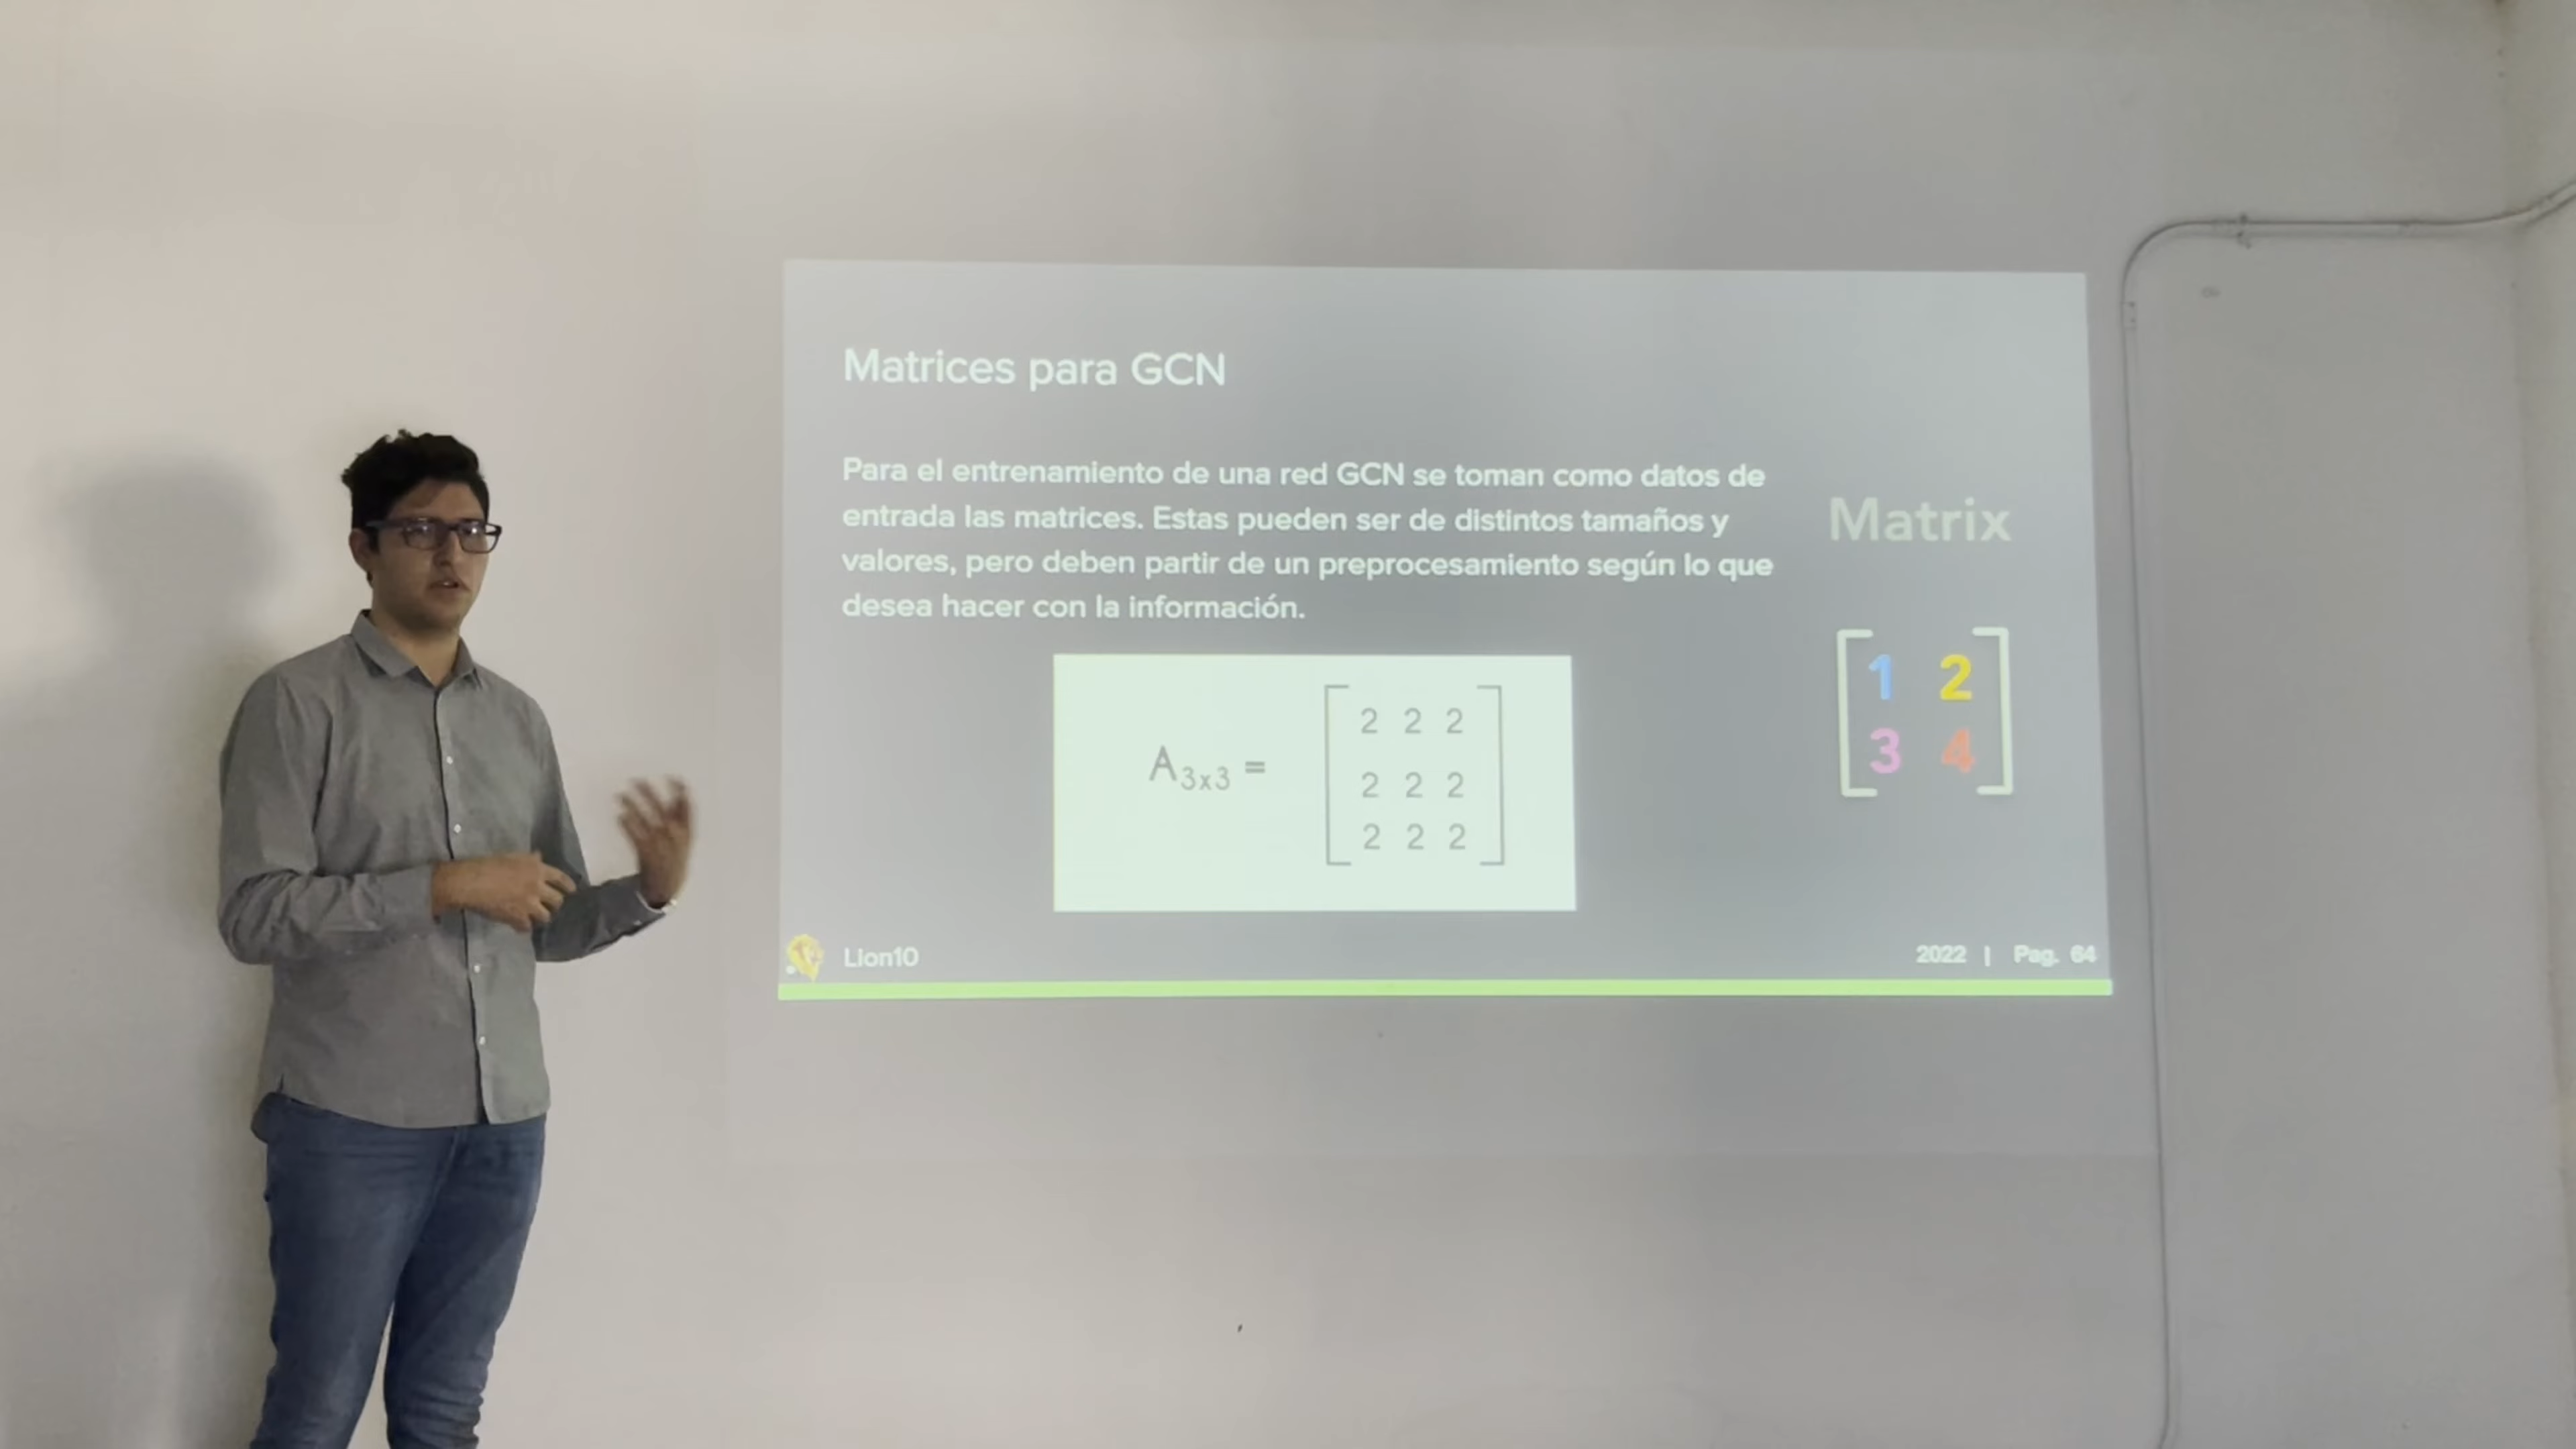 Matrices para GCN
Para el entrenamiento de una red GCN se toman como datos de
entrada las matrices. Estas pueden ser de distintos tamaños y
valores, pero deben partir de un preprocesamiento según lo que
desea hacer con la información.
Matrix
1 2
3 4
A3x3 =
2 2 2
2 2 2
2 2 2
Lion10
2022 | Pag. 64